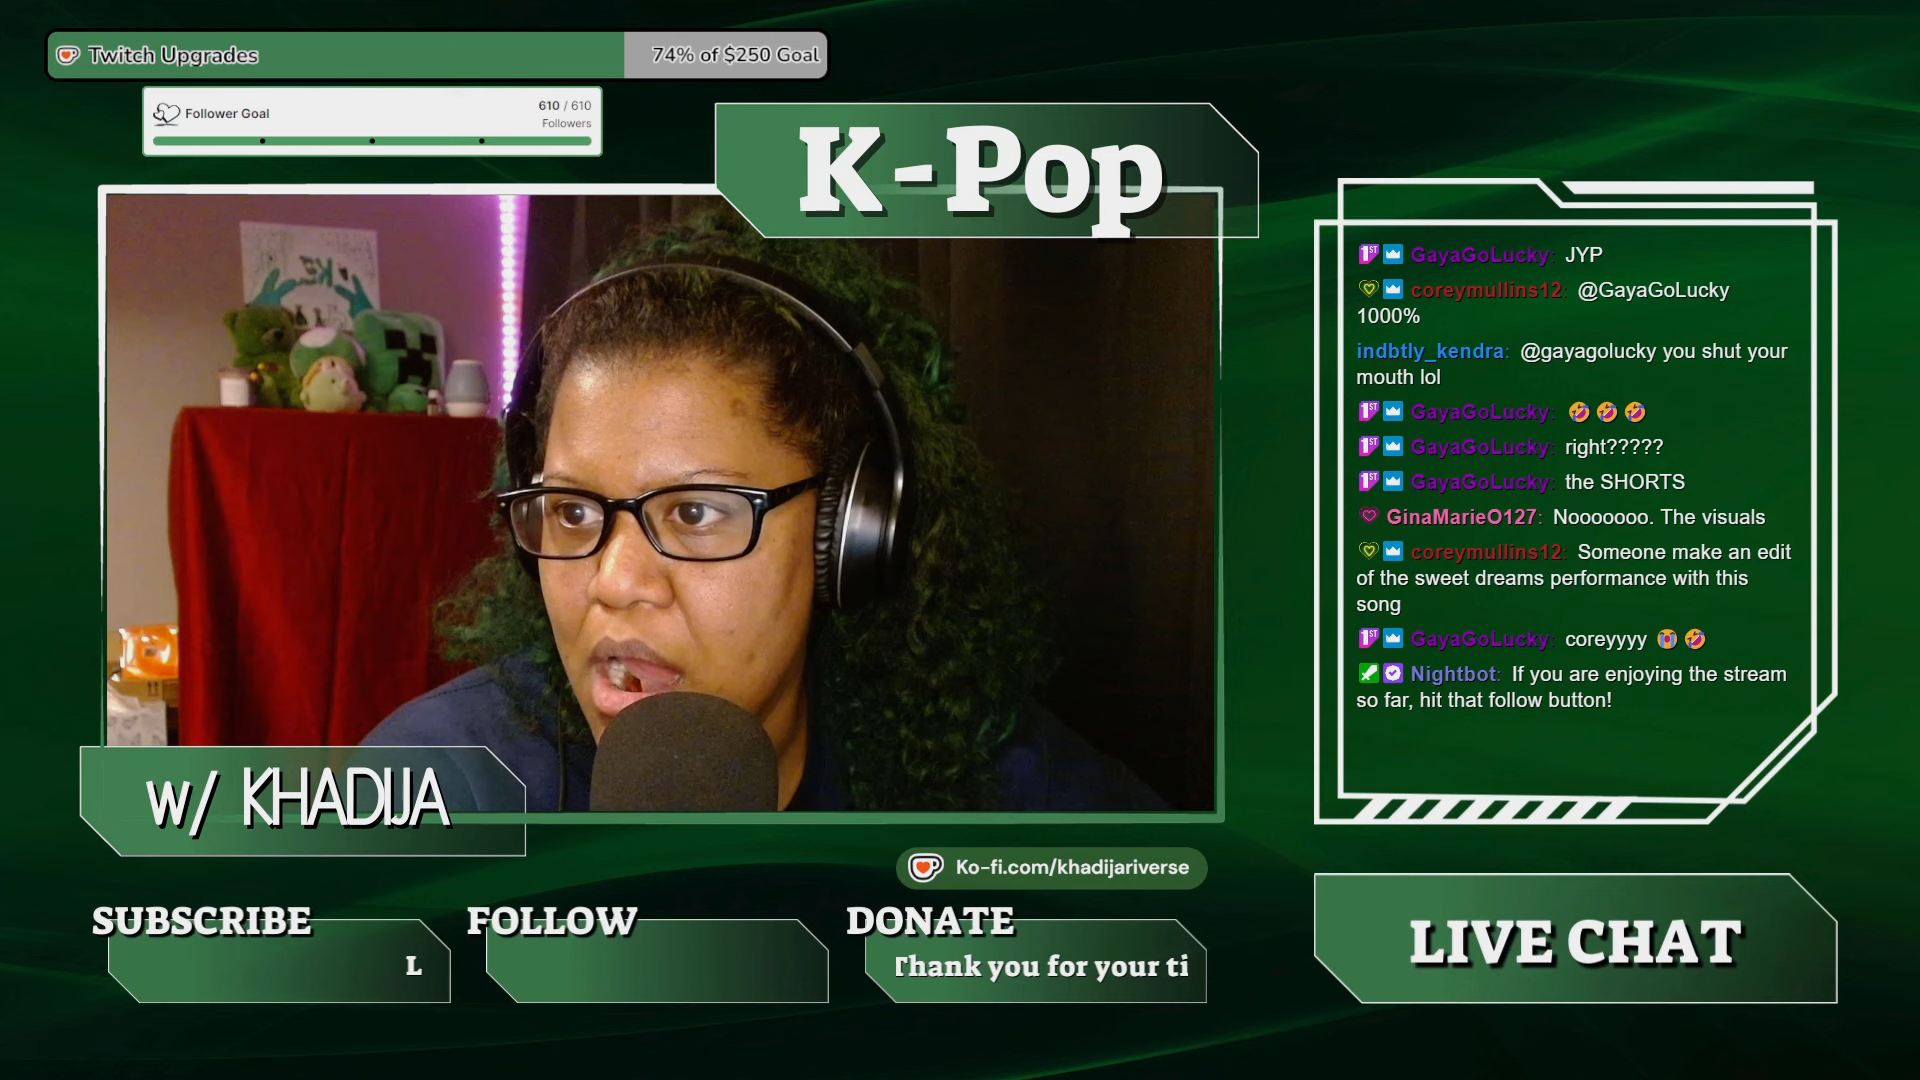 Twitch Upgrades
74% of $250 Goal
Follower Goal
610 / 610
Followers
K-Pop
GayaGoLucky: JYP
coreymullins12: @GayaGoLucky
1000%
indbtly_kendra: @gayagolucky you shut your
mouth lol
GayaGoLucky: 🤣🤣🤣
GayaGoLucky: right?????
GayaGoLucky: the SHORTS
GinaMarieO127: Nooooooo. The visuals
coreymullins12: Someone make an edit
of the sweet dreams performance with this
song
GayaGoLucky: coreyyyy 😭🤣
Nightbot: If you are enjoying the stream
so far, hit that follow button!
w/ KHADIJA
Ko-fi.com/khadijariverse
SUBSCRIBE
L
FOLLOW
DONATE
Thank you for your ti
LIVE CHAT